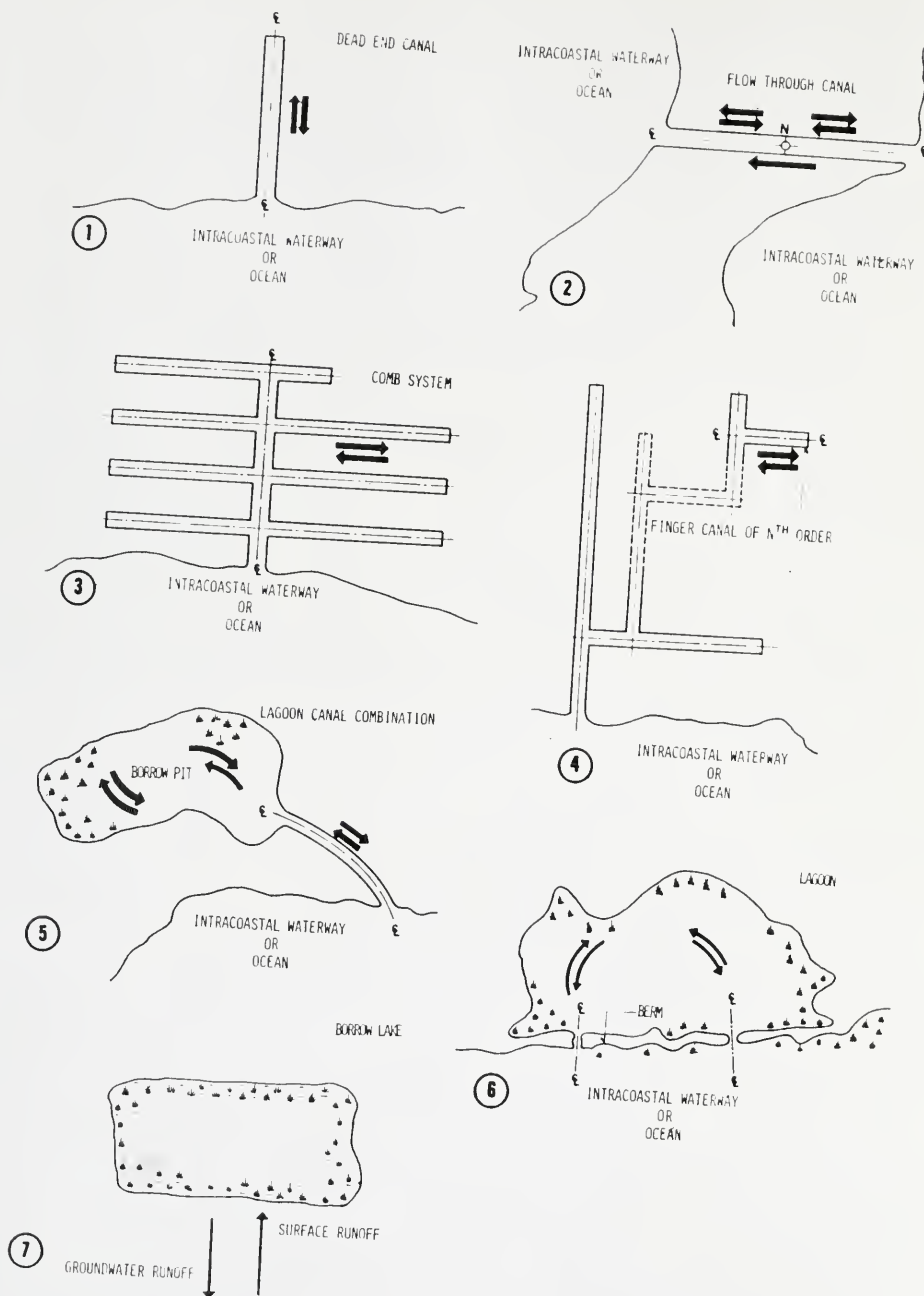 ℄
DEAD END CANAL
℄
1
INTRACOASTAL WATERWAY
OR
OCEAN
INTRACOASTAL WATERWAY
OR
OCEAN
FLOW THROUGH CANAL
℄
N
℄
2
INTRACOASTAL WATERWAY
OR
OCEAN
℄
COMB SYSTEM
℄
3
INTRACOASTAL WATERWAY
OR
OCEAN
℄
℄
FINGER CANAL OF NTH ORDER
4
INTRACOASTAL WATERWAY
OR
OCEAN
LAGOON CANAL COMBINATION
BORROW PIT
℄
5
INTRACOASTAL WATERWAY
OR
OCEAN
℄
LAGOON
℄
℄
BERM
℄
℄
6
INTRACOASTAL WATERWAY
OR
OCEAN
BORROW LAKE
7
SURFACE RUNOFF
GROUNDWATER RUNOFF